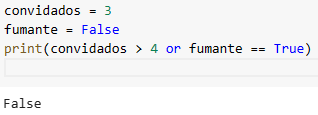 convidados = 3
fumante = False
print(convidados > 4 or fumante == True)
False